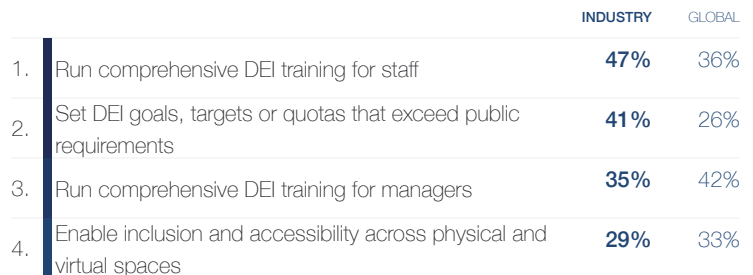 INDUSTRY GLOBAL
1. Run comprehensive DEI training for staff 47% 36%
2. Set DEI goals, targets or quotas that exceed public
requirements 41% 26%
3. Run comprehensive DEI training for managers 35% 42%
4. Enable inclusion and accessibility across physical and
virtual spaces 29% 33%